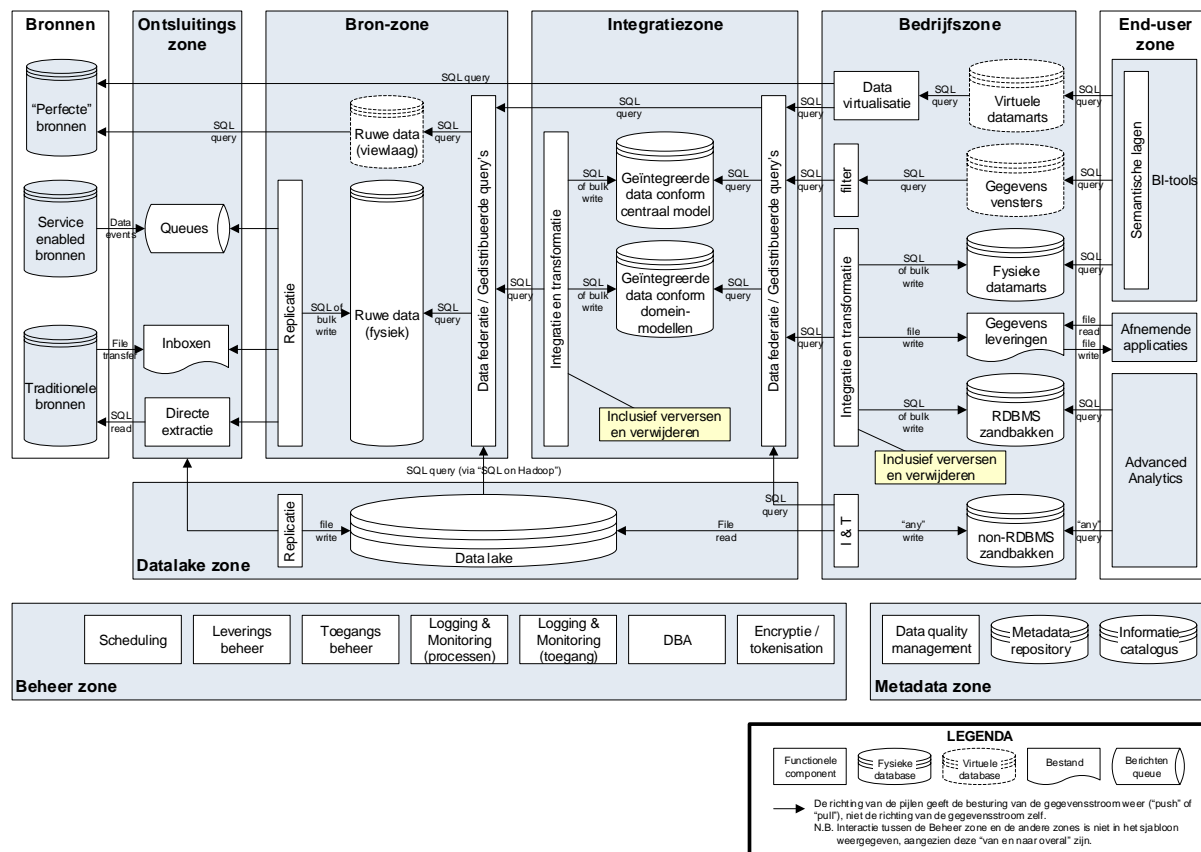 Bronnen
Ontsluitings
zone
Bron-zone
Integratiezone
Bedrijfszone
End-user
zone
“Perfecte”
bronnen
Service
enabled
bronnen
Traditionele
bronnen
Data
events
File
transfer
SQL
read
Queues
Inboxen
Directe
extractie
SQL query
SQL
query
Replicatie
SQL of
bulk
write
Ruwe data
(viewlaag)
Ruwe data
(fysiek)
SQL
query
SQL
query
Data federatie / Gedistribueerde query's
SQL
query
SQL
query
Integratie en transformatie
SQL
of bulk
write
SQL
of bulk
write
Geïntegreerde
data conform
centraal model
Geïntegreerde
data conform
domein-
modellen
SQL
query
SQL
query
Inclusief verversen
en verwijderen
Data federatie / Gedistribueerde query's
SQL
query
SQL
query
SQL
query
SQL
query
Data
virtualisatie
filter
Integratie en transformatie
I & T
SQL
query
SQL
query
SQL
of bulk
write
file
write
SQL
of bulk
write
“any”
write
Virtuele
datamarts
Gegevens
vensters
Fysieke
datamarts
Gegevens
leveringen
RDBMS
zandbakken
non-RDBMS
zandbakken
Inclusief verversen
en verwijderen
SQL
query
SQL
query
SQL
query
file
read
file
write
SQL
query
“any”
query
Semantische lagen
BI-tools
Afnemende
applicaties
Advanced
Analytics
SQL query (via “SQL on Hadoop”)
Replicatie
file
write
Data lake
File
read
Datalake zone
Scheduling
Leverings
beheer
Toegangs
beheer
Logging &
Monitoring
(processen)
Logging &
Monitoring
(toegang)
DBA
Encryptie /
tokenisation
Beheer zone
Data quality
management
Metadata
repository
Informatie
catalogus
Metadata zone
LEGENDA
Functionele
component
Fysieke
database
Virtuele
database
Bestand
Berichten
queue
De richting van de pijlen geeft de besturing van de gegevensstroom weer (“push” of
“pull”), niet de richting van de gegevensstroom zelf.
N.B. Interactie tussen de Beheer zone en de andere zones is niet in het sjabloon
weergegeven, aangezien deze “van en naar overal” zijn.